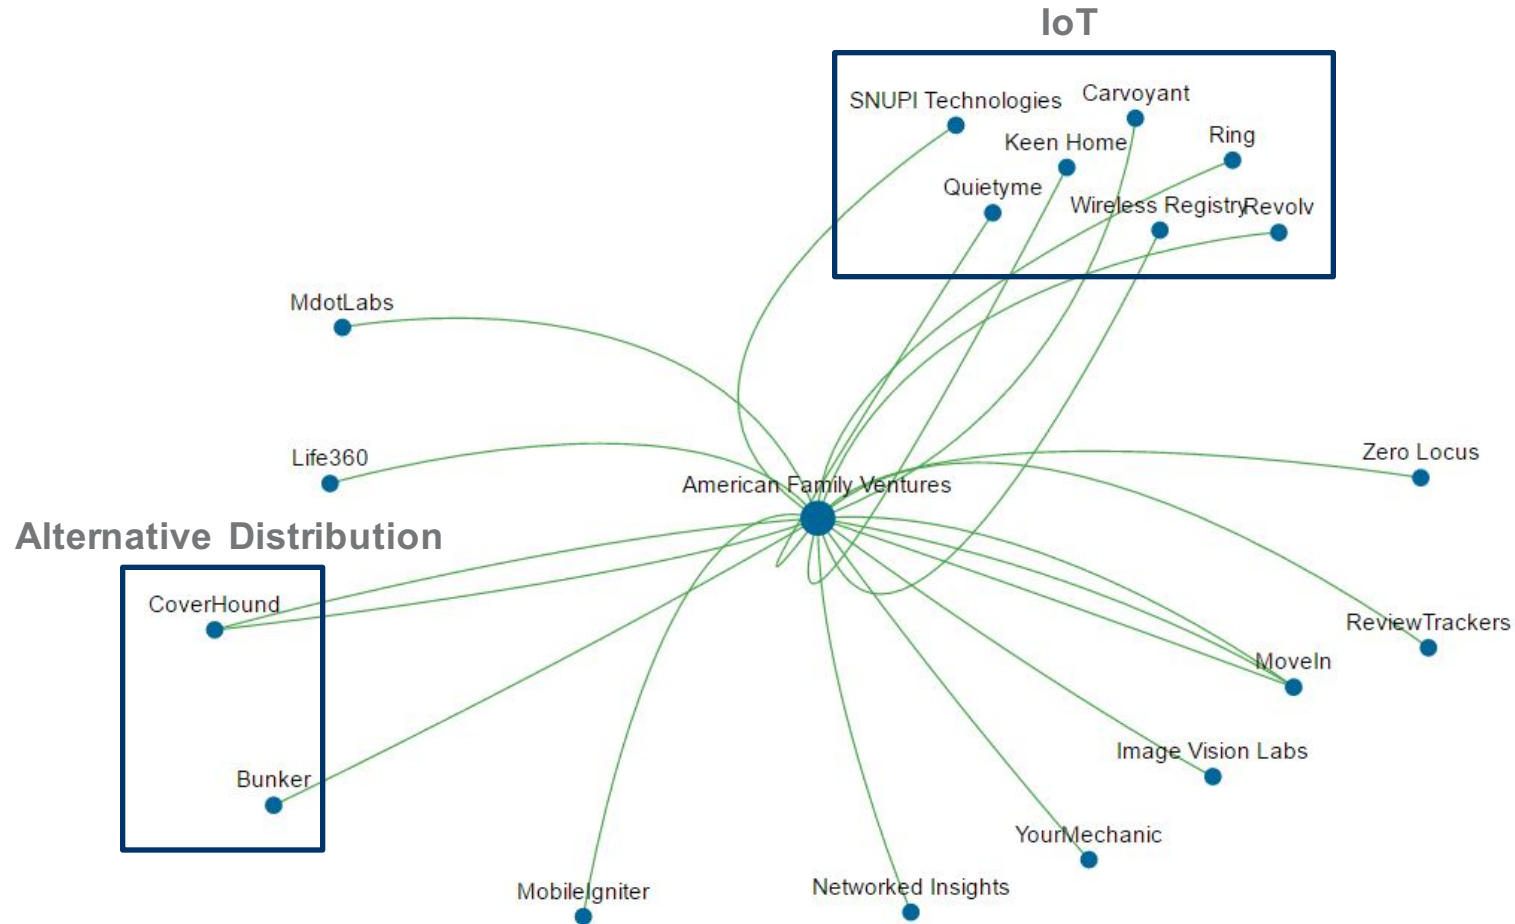 IoT
SNUPI Technologies
Carvoyant
Keen Home
Ring
Quietyme
Wireless Registry
Revolv
MdotLabs
Life360
American Family Ventures
Zero Locus
Alternative Distribution
CoverHound
ReviewTrackers
MoveIn
Image Vision Labs
Bunker
YourMechanic
MobileIgniter
Networked Insights